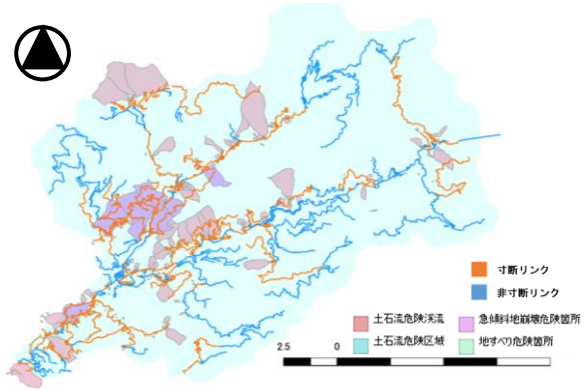 寸断リンク
非寸断リンク
土石流危険渓流
急傾斜地崩壊危険箇所
土石流危険区域
地すべり危険箇所
2.5 0